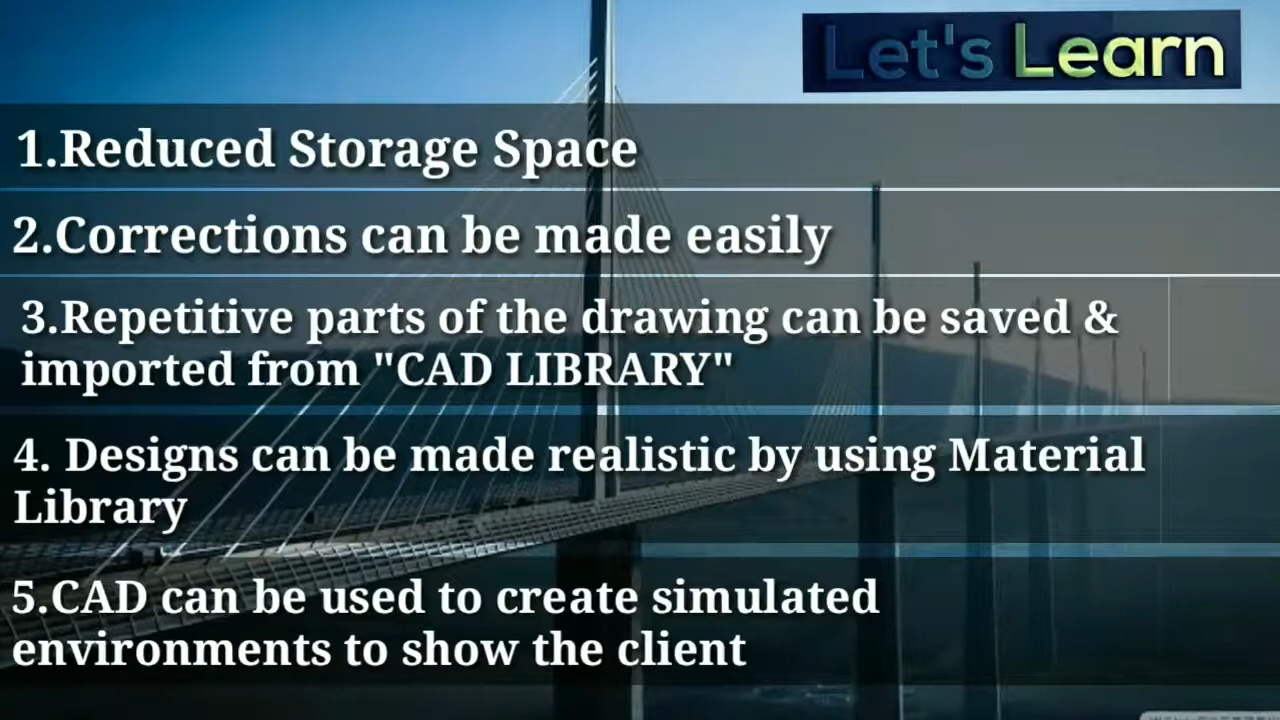 Let's Learn
1.Reduced Storage Space
2.Corrections can be made easily
3.Repetitive parts of the drawing can be saved &
imported from "CAD LIBRARY"
4. Designs can be made realistic by using Material
Library
5.CAD can be used to create simulated
environments to show the client